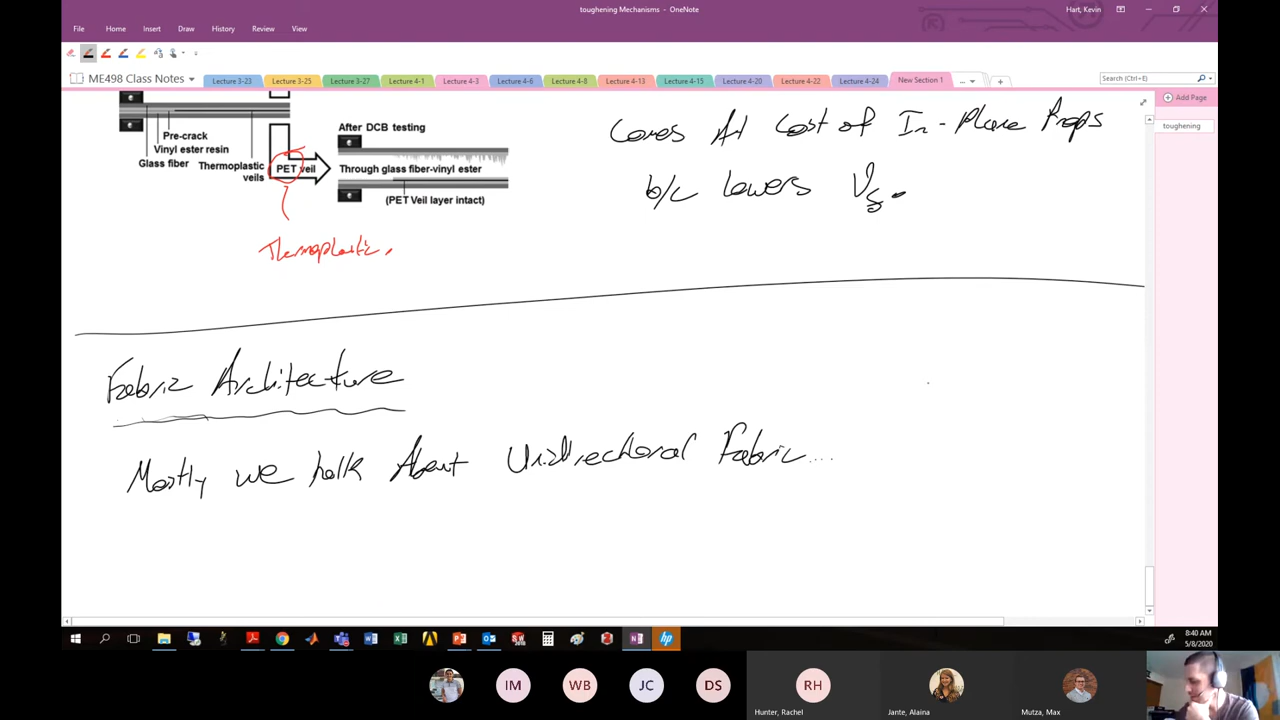 toughening Mechanisms - OneNote
Hart, Kevin
File Home Insert Draw History Review View
ME498 Class Notes
Lecture 3-23 Lecture 3-25 Lecture 3-27 Lecture 4-1 Lecture 4-3 Lecture 4-6 Lecture 4-8 Lecture 4-13 Lecture 4-15 Lecture 4-20 Lecture 4-22 Lecture 4-24 New Section 1 ...
Search (Ctrl+E)
Add Page
toughening
Pre-crack
Vinyl ester resin
Glass fiber
Thermoplastic
veils
PET veil
After DCB testing
Through glass fiber-vinyl ester
(PET Veil layer intact)
Thermoplastic.
Comes At Cost of In-Plane Props
b/c lowers Vf.
Fabric Architecture
Mostly we talk About Unidirectional Fabric...
8:40 AM
5/8/2020
IM WB JC DS RH
Hunter, Rachel
Jante, Alaina
Mutza, Max